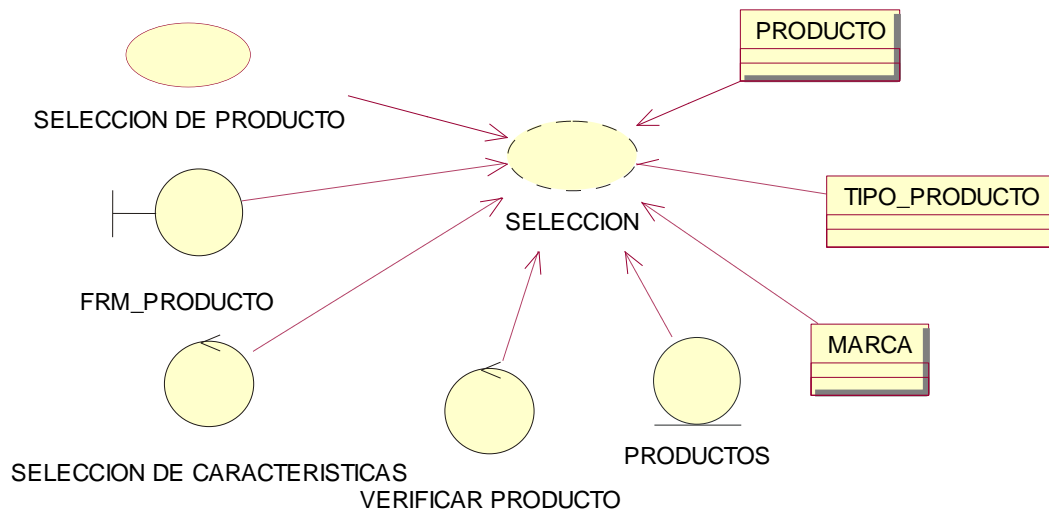 PRODUCTO
SELECCION DE PRODUCTO
TIPO_PRODUCTO
SELECCION
FRM_PRODUCTO
MARCA
PRODUCTOS
SELECCION DE CARACTERISTICAS
VERIFICAR PRODUCTO